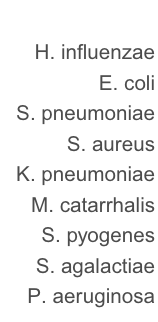 H. influenzae
E. coli
S. pneumoniae
S. aureus
K. pneumoniae
M. catarrhalis
S. pyogenes
S. agalactiae
P. aeruginosa